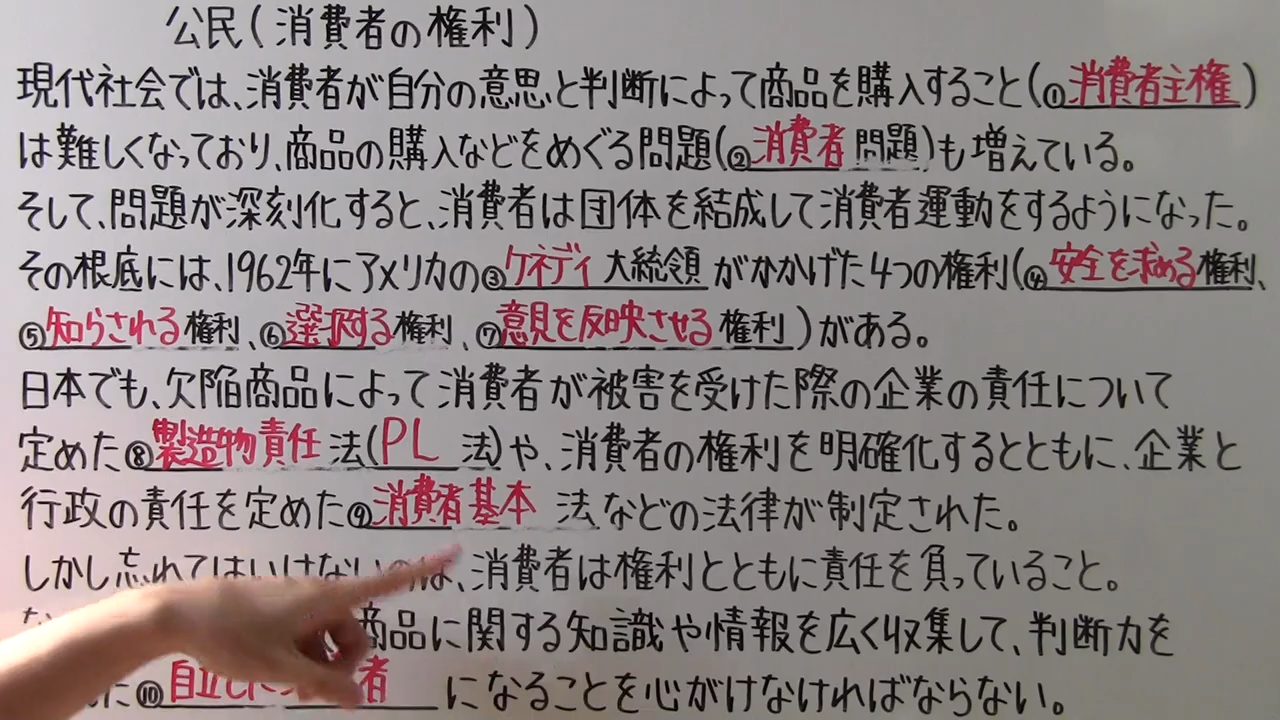 公民(消費者の権利)
現代社会では、消費者が自分の意思と判断によって商品を購入すること(①消費者主権)
は難しくなっており、商品の購入などをめぐる問題(②消費者問題)も増えている。
そして、問題が深刻化すると、消費者は団体を結成して消費者運動をするようになった。
その根底には、1962年にアメリカの③ケネディ大統領がかかげた4つの権利(④安全を求める権利、
⑤知らされる権利、⑥選択する権利、⑦意見を反映させる権利)がある。
日本でも、欠陥商品によって消費者が被害を受けた際の企業の責任について
定めた⑧製造物責任法(PL法)や、消費者の権利を明確化するとともに、企業と
行政の責任を定めた⑨消費者基本法などの法律が制定された。
しかし忘れてはいけないのは、消費者は権利とともに責任を負っていること。
商品に関する知識や情報を広く収集して、判断力を
た⑩自立した者になることを心がけなければならない。